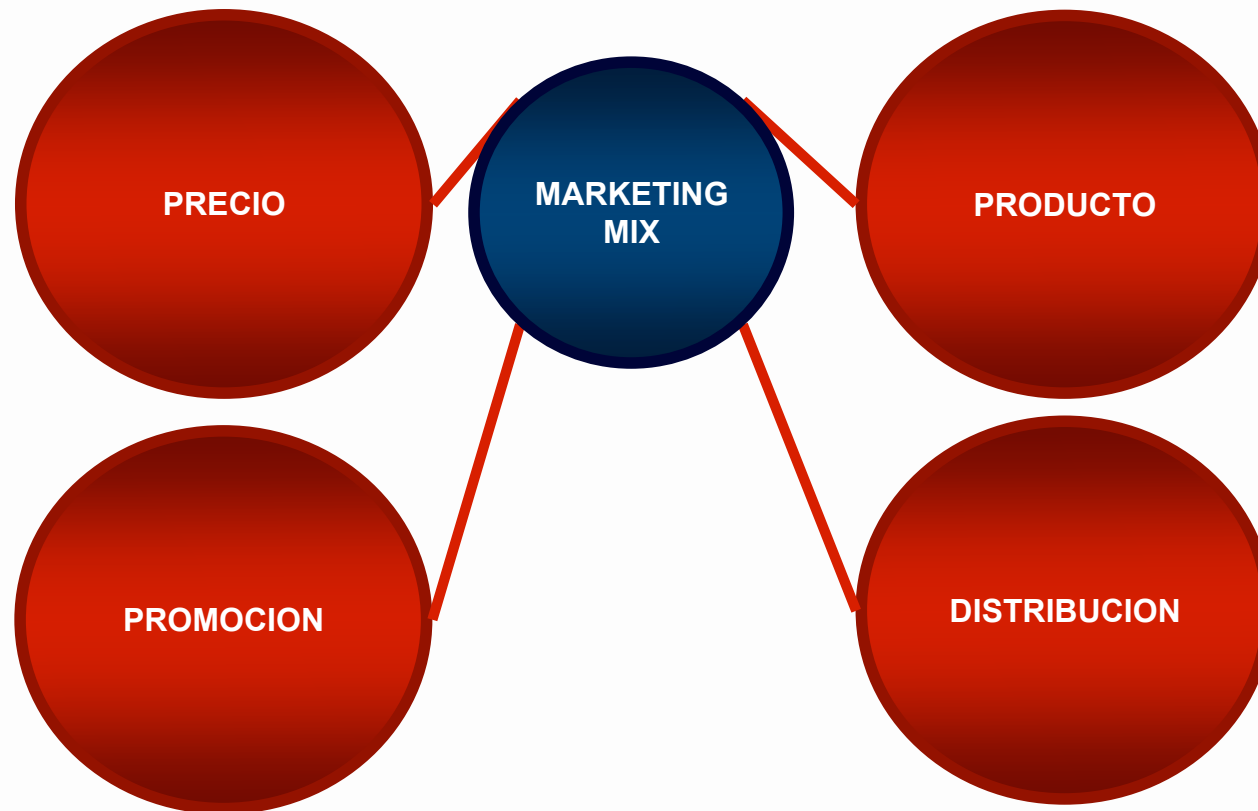 PRECIO
MARKETING
MIX
PRODUCTO
PROMOCION
DISTRIBUCION